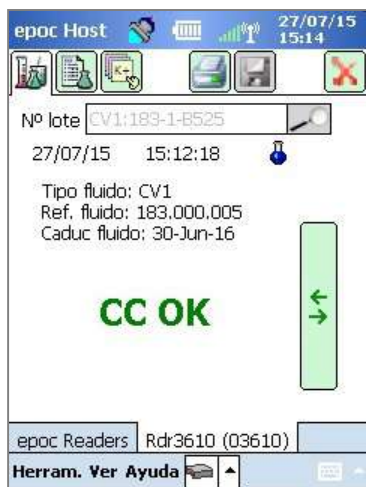 epoc Host 27/07/15
15:14
K+
Nº lote CV1:183-1-B525
27/07/15 15:12:18
Tipo fluido: CV1
Ref. fluido: 183.000.005
Caduc fluido: 30-Jun-16
CC OK
epoc Readers Rdr3610 (03610)
Herram. Ver Ayuda